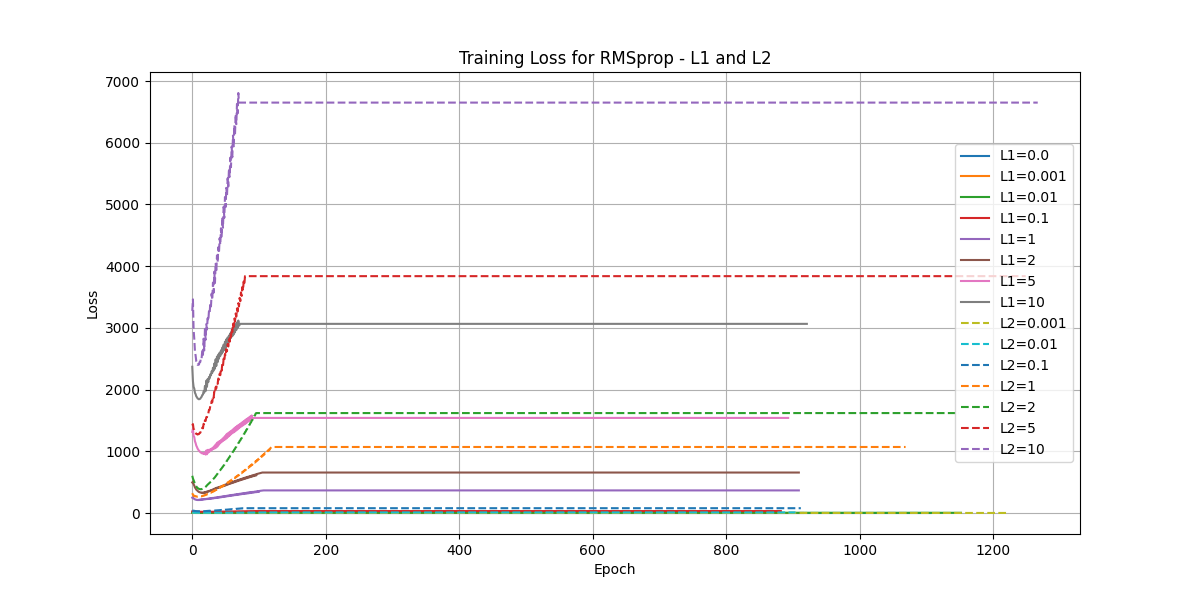 Training Loss for RMSprop - L1 and L2
Loss
7000
6000
5000
4000
3000
2000
1000
0
L1=0.0
L1=0.001
L1=0.01
L1=0.1
L1=1
L1=2
L1=5
L1=10
L2=0.001
L2=0.01
L2=0.1
L2=1
L2=2
L2=5
L2=10
0 200 400 600 800 1000 1200
Epoch